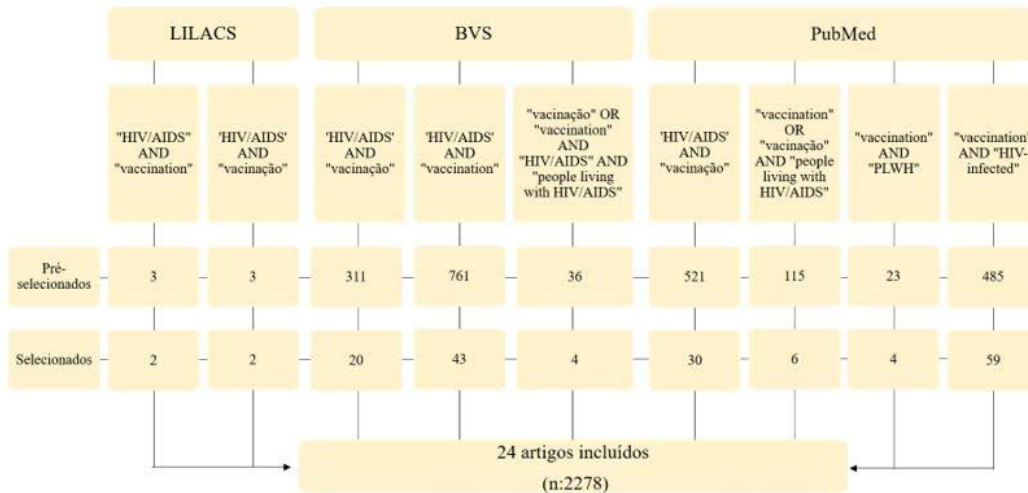 LILACS
BVS
PubMed
"HIV/AIDS"
AND
"vaccination"
'HIV/AIDS'
AND
"vacinação"
'HIV/AIDS'
AND
"vacinação"
'HIV/AIDS'
AND
"vaccination"
"vacinação" OR
"vaccination"
AND
"HIV/AIDS" AND
"people living
with HIV/AIDS"
'HIV/AIDS'
AND
"vacinação"
"vaccination"
OR
"vacinação"
AND "people
living with
HIV/AIDS"
"vaccination"
AND
"PLWH"
"vaccination"
AND "HIV-
infected"
Pré-
selecionados
3
3
311
761
36
521
115
23
485
Selecionados
2
2
20
43
4
30
6
4
59
24 artigos incluídos
(n:2278)